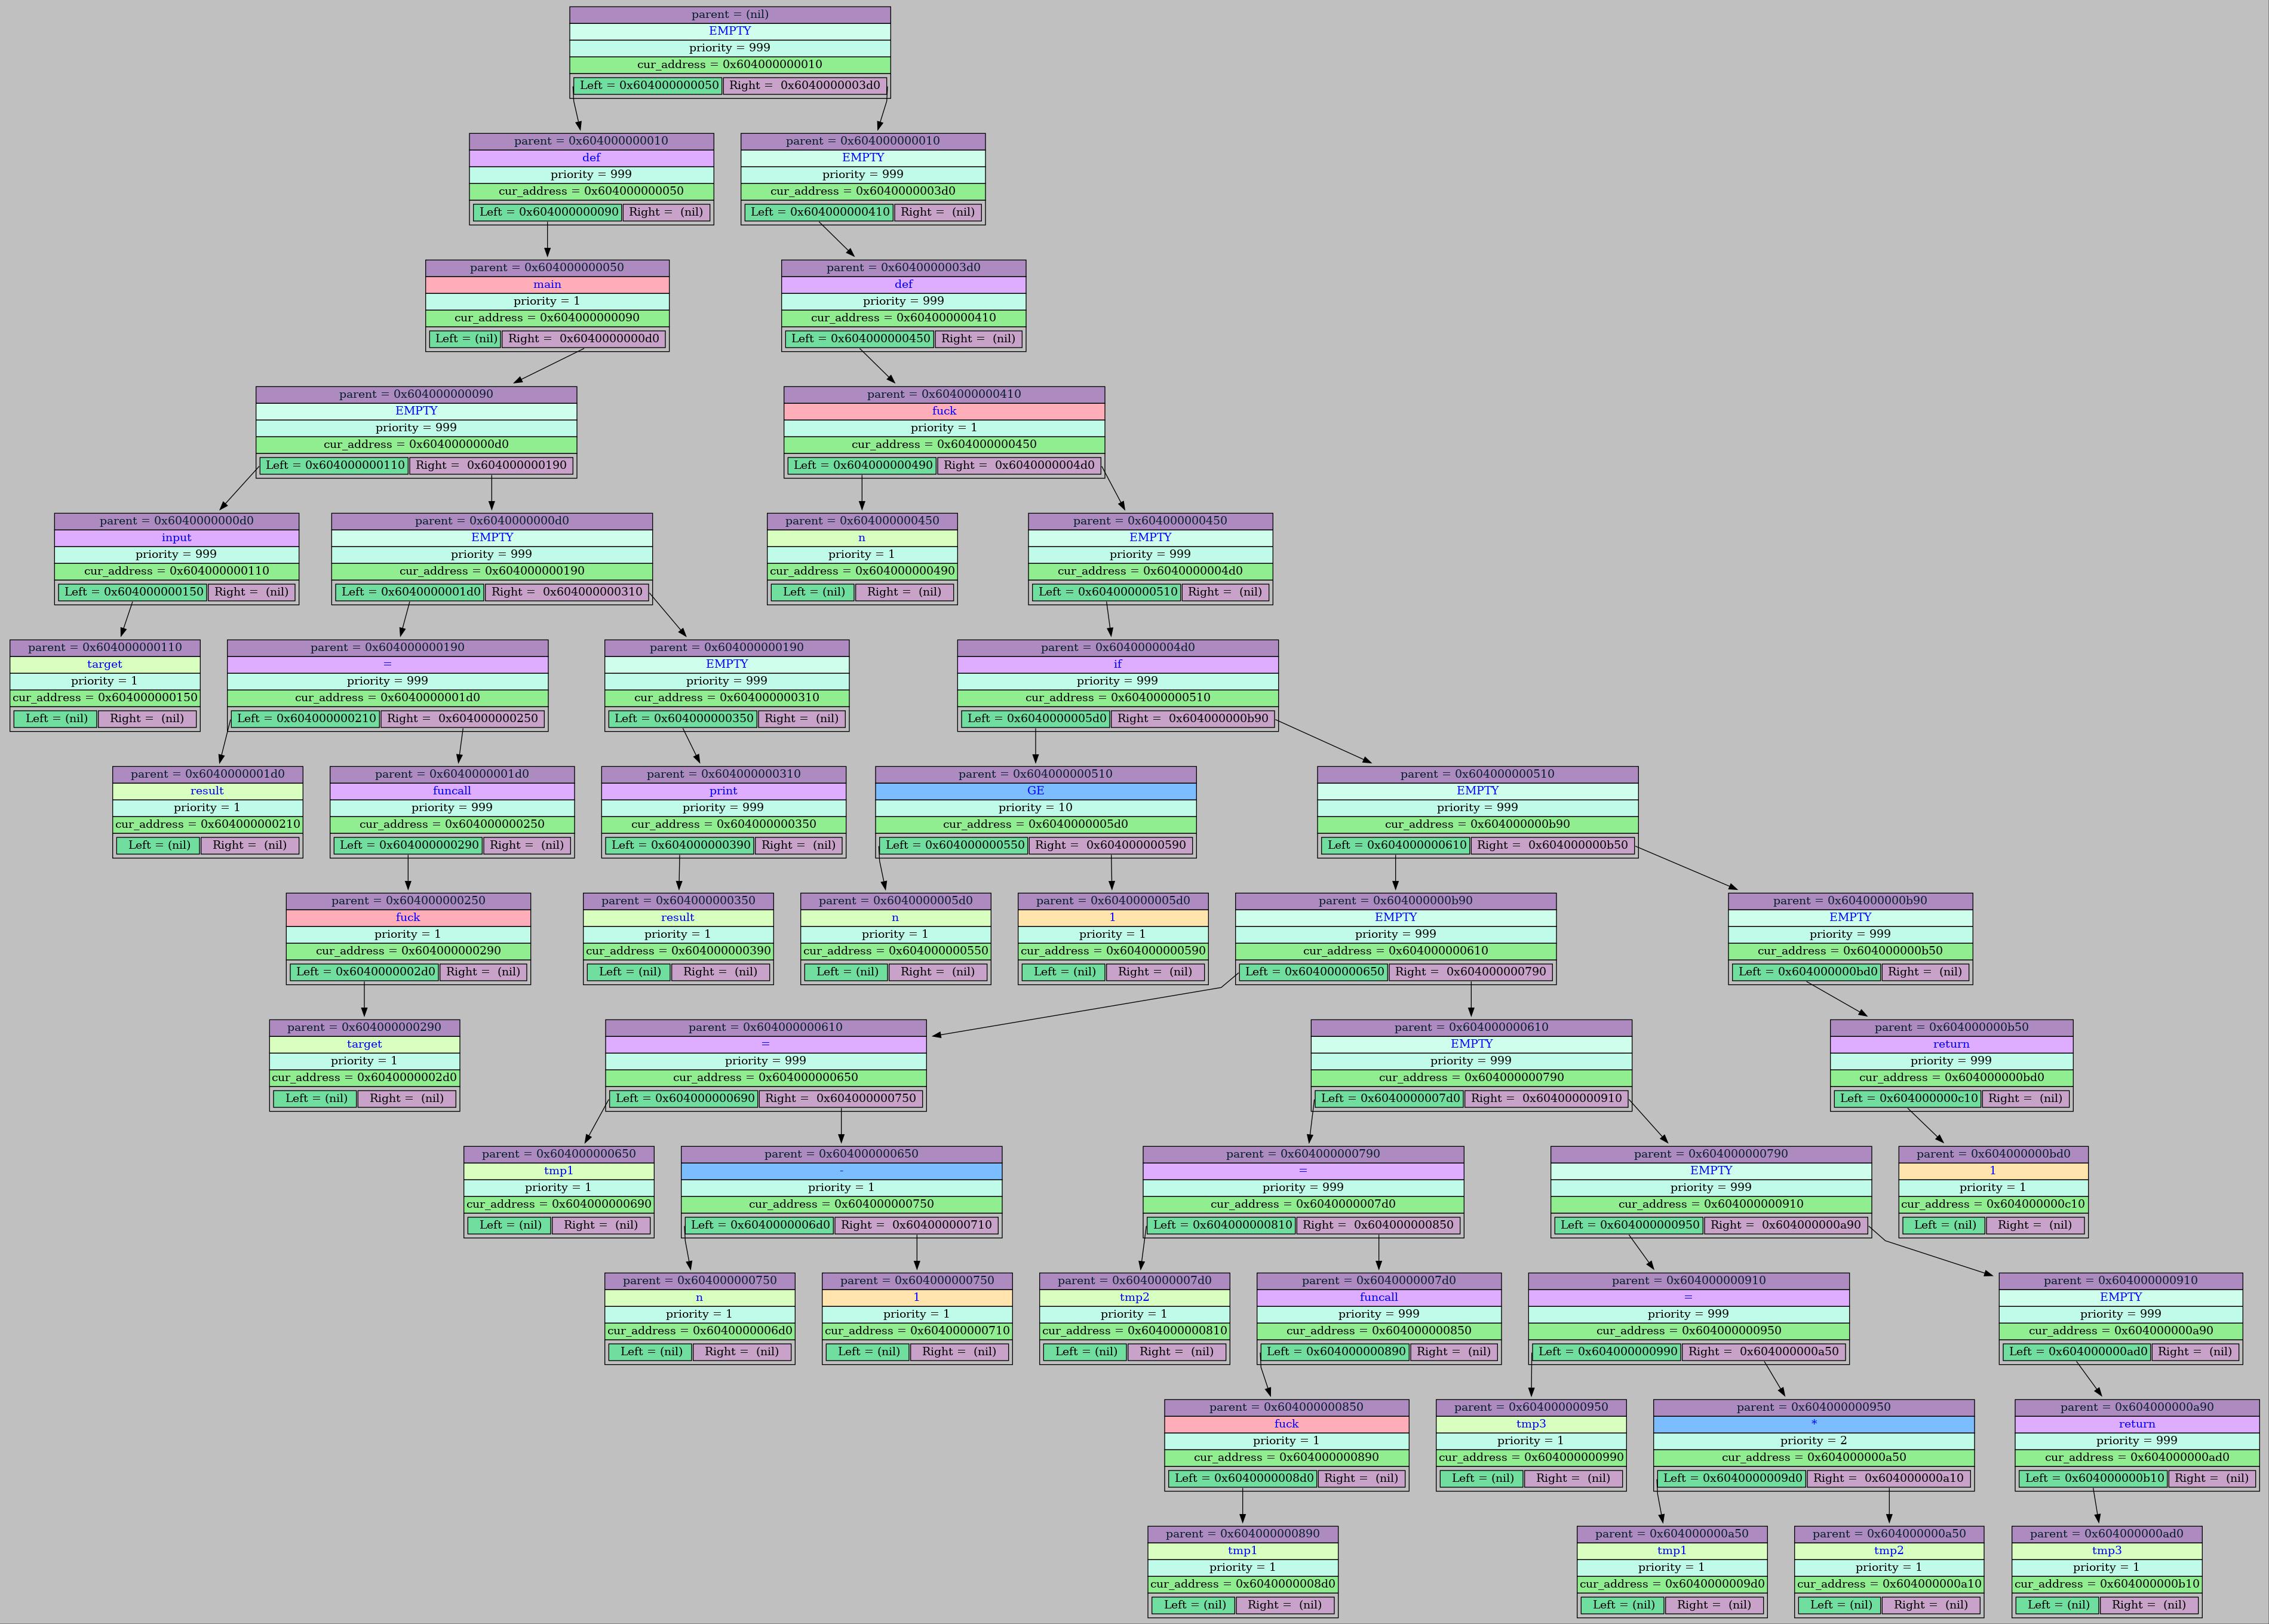 parent = (nil)
EMPTY
priority = 999
cur_address = 0x604000000010
Left = 0x604000000050 Right =  0x6040000003d0
parent = 0x604000000010
def
priority = 999
cur_address = 0x604000000050
Left = 0x604000000090 Right =  (nil)
parent = 0x604000000010
EMPTY
priority = 999
cur_address = 0x6040000003d0
Left = 0x604000000410 Right =  (nil)
parent = 0x604000000050
main
priority = 1
cur_address = 0x604000000090
Left = (nil) Right =  0x6040000000d0
parent = 0x6040000003d0
def
priority = 999
cur_address = 0x604000000410
Left = 0x604000000450 Right =  (nil)
parent = 0x604000000090
EMPTY
priority = 999
cur_address = 0x6040000000d0
Left = 0x604000000110 Right =  0x604000000190
parent = 0x604000000410
fuck
priority = 1
cur_address = 0x604000000450
Left = 0x604000000490 Right =  0x6040000004d0
parent = 0x6040000000d0
input
priority = 999
cur_address = 0x604000000110
Left = 0x604000000150 Right =  (nil)
parent = 0x6040000000d0
EMPTY
priority = 999
cur_address = 0x604000000190
Left = 0x6040000001d0 Right =  0x604000000310
parent = 0x604000000450
n
priority = 1
cur_address = 0x604000000490
Left = (nil) Right =  (nil)
parent = 0x604000000450
EMPTY
priority = 999
cur_address = 0x6040000004d0
Left = 0x604000000510 Right =  (nil)
parent = 0x604000000110
target
priority = 1
cur_address = 0x604000000150
Left = (nil) Right =  (nil)
parent = 0x604000000190
=
priority = 999
cur_address = 0x6040000001d0
Left = 0x604000000210 Right =  0x604000000250
parent = 0x604000000190
EMPTY
priority = 999
cur_address = 0x604000000310
Left = 0x604000000350 Right =  (nil)
parent = 0x6040000004d0
if
priority = 999
cur_address = 0x604000000510
Left = 0x6040000005d0 Right =  0x604000000b90
parent = 0x6040000001d0
result
priority = 1
cur_address = 0x604000000210
Left = (nil) Right =  (nil)
parent = 0x6040000001d0
funcall
priority = 999
cur_address = 0x604000000250
Left = 0x604000000290 Right =  (nil)
parent = 0x604000000310
print
priority = 999
cur_address = 0x604000000350
Left = 0x604000000390 Right =  (nil)
parent = 0x604000000510
GE
priority = 10
cur_address = 0x6040000005d0
Left = 0x604000000550 Right =  0x604000000590
parent = 0x604000000510
EMPTY
priority = 999
cur_address = 0x604000000b90
Left = 0x604000000610 Right =  0x604000000b50
parent = 0x604000000250
fuck
priority = 1
cur_address = 0x604000000290
Left = 0x6040000002d0 Right =  (nil)
parent = 0x604000000350
result
priority = 1
cur_address = 0x604000000390
Left = (nil) Right =  (nil)
parent = 0x6040000005d0
n
priority = 1
cur_address = 0x604000000550
Left = (nil) Right =  (nil)
parent = 0x6040000005d0
1
priority = 1
cur_address = 0x604000000590
Left = (nil) Right =  (nil)
parent = 0x604000000b90
EMPTY
priority = 999
cur_address = 0x604000000610
Left = 0x604000000650 Right =  0x604000000790
parent = 0x604000000b90
EMPTY
priority = 999
cur_address = 0x604000000b50
Left = 0x604000000bd0 Right =  (nil)
parent = 0x604000000290
target
priority = 1
cur_address = 0x6040000002d0
Left = (nil) Right =  (nil)
parent = 0x604000000610
=
priority = 999
cur_address = 0x604000000650
Left = 0x604000000690 Right =  0x604000000750
parent = 0x604000000610
EMPTY
priority = 999
cur_address = 0x604000000790
Left = 0x6040000007d0 Right =  0x604000000910
parent = 0x604000000b50
return
priority = 999
cur_address = 0x604000000bd0
Left = 0x604000000c10 Right =  (nil)
parent = 0x604000000650
tmp1
priority = 1
cur_address = 0x604000000690
Left = (nil) Right =  (nil)
parent = 0x604000000650
-
priority = 1
cur_address = 0x604000000750
Left = 0x6040000006d0 Right =  0x604000000710
parent = 0x604000000790
=
priority = 999
cur_address = 0x6040000007d0
Left = 0x604000000810 Right =  0x604000000850
parent = 0x604000000790
EMPTY
priority = 999
cur_address = 0x604000000910
Left = 0x604000000950 Right =  0x604000000a90
parent = 0x604000000bd0
1
priority = 1
cur_address = 0x604000000c10
Left = (nil) Right =  (nil)
parent = 0x604000000750
n
priority = 1
cur_address = 0x6040000006d0
Left = (nil) Right =  (nil)
parent = 0x604000000750
1
priority = 1
cur_address = 0x604000000710
Left = (nil) Right =  (nil)
parent = 0x6040000007d0
tmp2
priority = 1
cur_address = 0x604000000810
Left = (nil) Right =  (nil)
parent = 0x6040000007d0
funcall
priority = 999
cur_address = 0x604000000850
Left = 0x604000000890 Right =  (nil)
parent = 0x604000000910
=
priority = 999
cur_address = 0x604000000950
Left = 0x604000000990 Right =  0x604000000a50
parent = 0x604000000910
EMPTY
priority = 999
cur_address = 0x604000000a90
Left = 0x604000000ad0 Right =  (nil)
parent = 0x604000000850
fuck
priority = 1
cur_address = 0x604000000890
Left = 0x6040000008d0 Right =  (nil)
parent = 0x604000000950
tmp3
priority = 1
cur_address = 0x604000000990
Left = (nil) Right =  (nil)
parent = 0x604000000950
*
priority = 2
cur_address = 0x604000000a50
Left = 0x6040000009d0 Right =  0x604000000a10
parent = 0x604000000a90
return
priority = 999
cur_address = 0x604000000ad0
Left = 0x604000000b10 Right =  (nil)
parent = 0x604000000890
tmp1
priority = 1
cur_address = 0x6040000008d0
Left = (nil) Right =  (nil)
parent = 0x604000000a50
tmp1
priority = 1
cur_address = 0x6040000009d0
Left = (nil) Right =  (nil)
parent = 0x604000000a50
tmp2
priority = 1
cur_address = 0x604000000a10
Left = (nil) Right =  (nil)
parent = 0x604000000ad0
tmp3
priority = 1
cur_address = 0x604000000b10
Left = (nil) Right =  (nil)